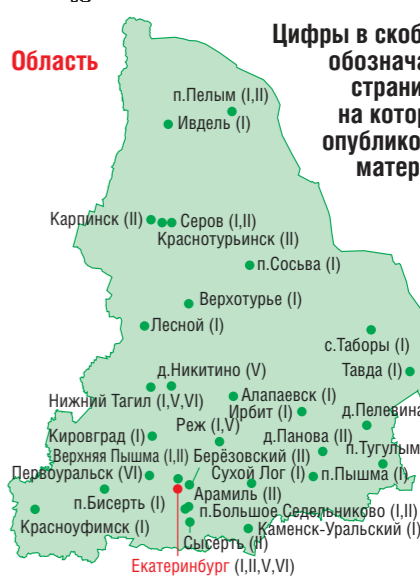 Область
Цифры в скоб
обознача
страни
на котор
опублико
матер
п.Пелым (I,II)
Ивдель (I)
Карпинск (II)
Серов (I,II)
Краснотурьинск (II)
п.Сосьва (I)
Верхотурье (I)
Лесной (I)
с.Таборы (I)
д.Никитино (V)
Тавда (I)
Нижний Тагил (I,V,VI)
Алапаевск (I)
Ирбит (I)
д.Пелевина
Реж (I,V)
Кировград (I)
д.Панова (II)
Верхняя Пышма (I,II)
Берёзовский (II)
п.Тугулым
Первоуральск (VI)
Сухой Лог (I)
п.Пышма (I)
п.Бисерть (I)
Арамиль (II)
п.Большое Седельниково (I,II)
Красноуфимск (I)
Каменск-Уральский (I)
Сысерть (II)
Екатеринбург (I,II,V,VI)